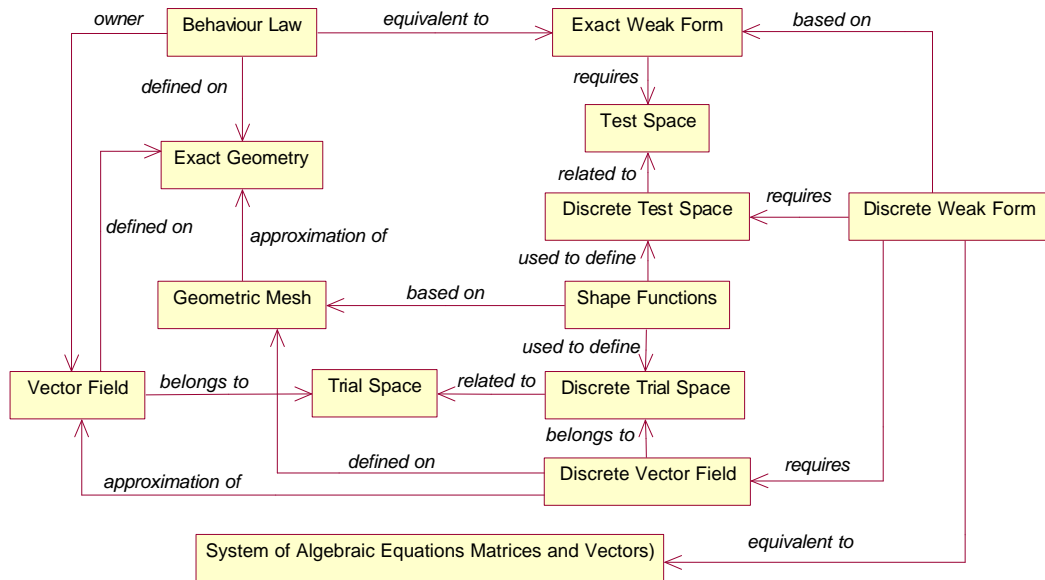 owner
Behaviour Law
equivalent to
Exact Weak Form
based on
defined on
requires
Test Space
Exact Geometry
related to
defined on
Discrete Test Space
requires
Discrete Weak Form
approximation of
used to define
Geometric Mesh
based on
Shape Functions
used to define
Vector Field
belongs to
Trial Space
related to
Discrete Trial Space
belongs to
defined on
Discrete Vector Field
requires
approximation of
System of Algebraic Equations Matrices and Vectors)
equivalent to